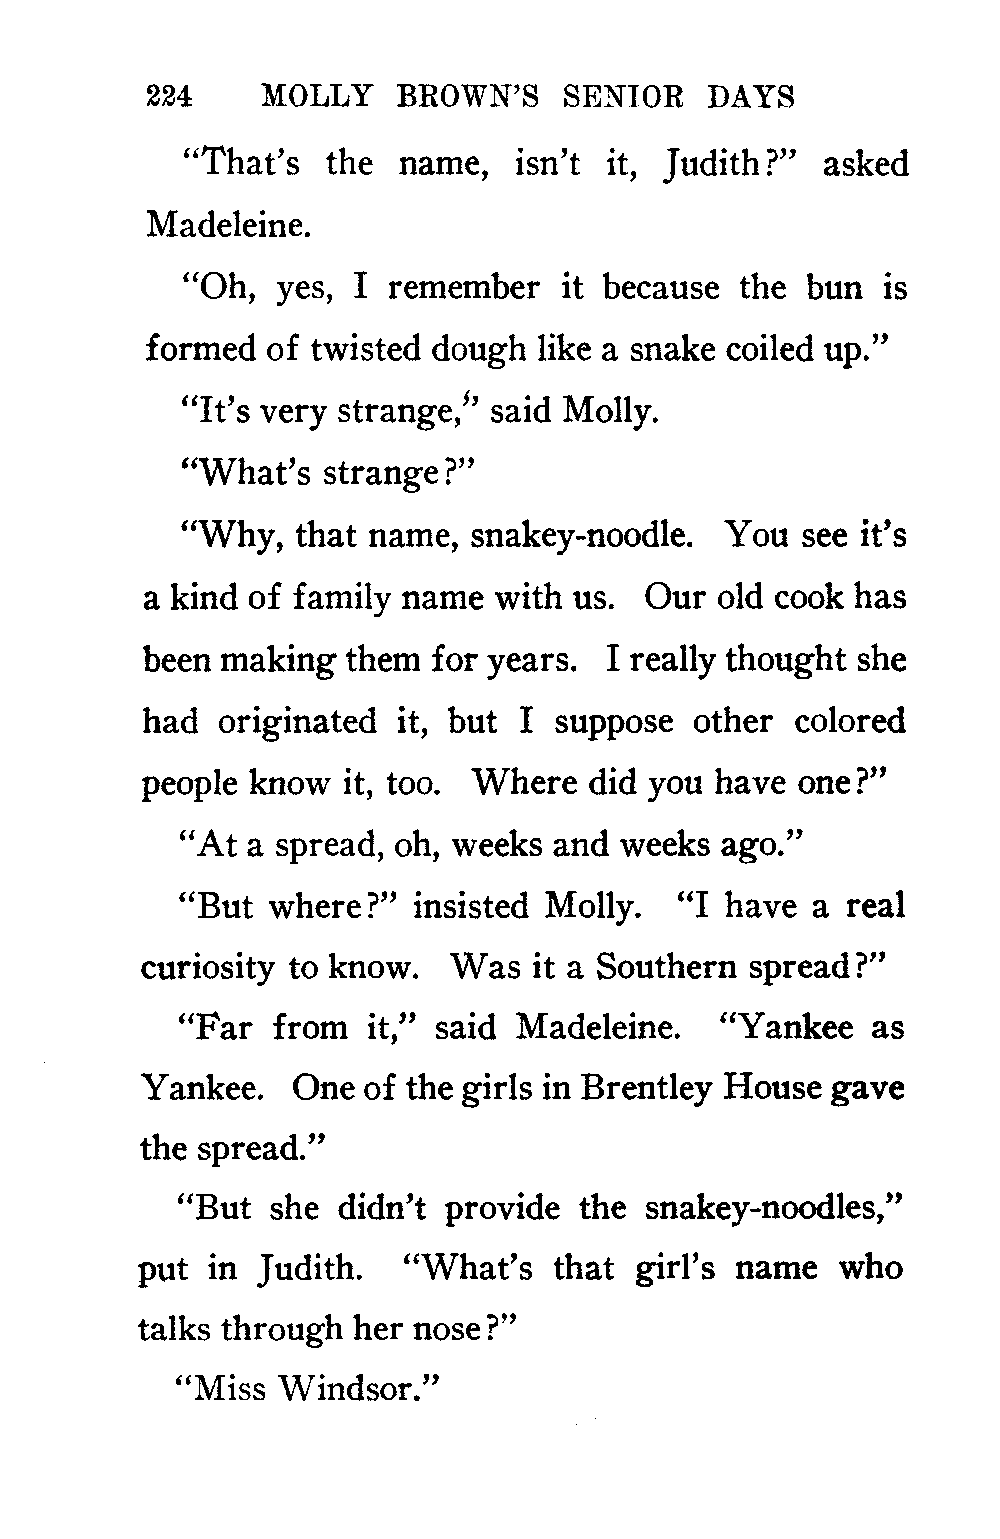 224 MOLLY BROWN'S SENIOR DAYS
"That's the name, isn't it, Judith?" asked
Madeleine.
"Oh, yes, I remember it because the bun is
formed of twisted dough like a snake coiled up."
"It's very strange," said Molly.
"What's strange?"
"Why, that name, snakey-noodle. You see it's
a kind of family name with us. Our old cook has
been making them for years. I really thought she
had originated it, but I suppose other colored
people know it, too. Where did you have one?"
"At a spread, oh, weeks and weeks ago."
"But where?" insisted Molly. "I have a real
curiosity to know. Was it a Southern spread?"
"Far from it," said Madeleine. "Yankee as
Yankee. One of the girls in Brentley House gave
the spread."
"But she didn't provide the snakey-noodles,"
put in Judith. "What's that girl's name who
talks through her nose?"
"Miss Windsor."